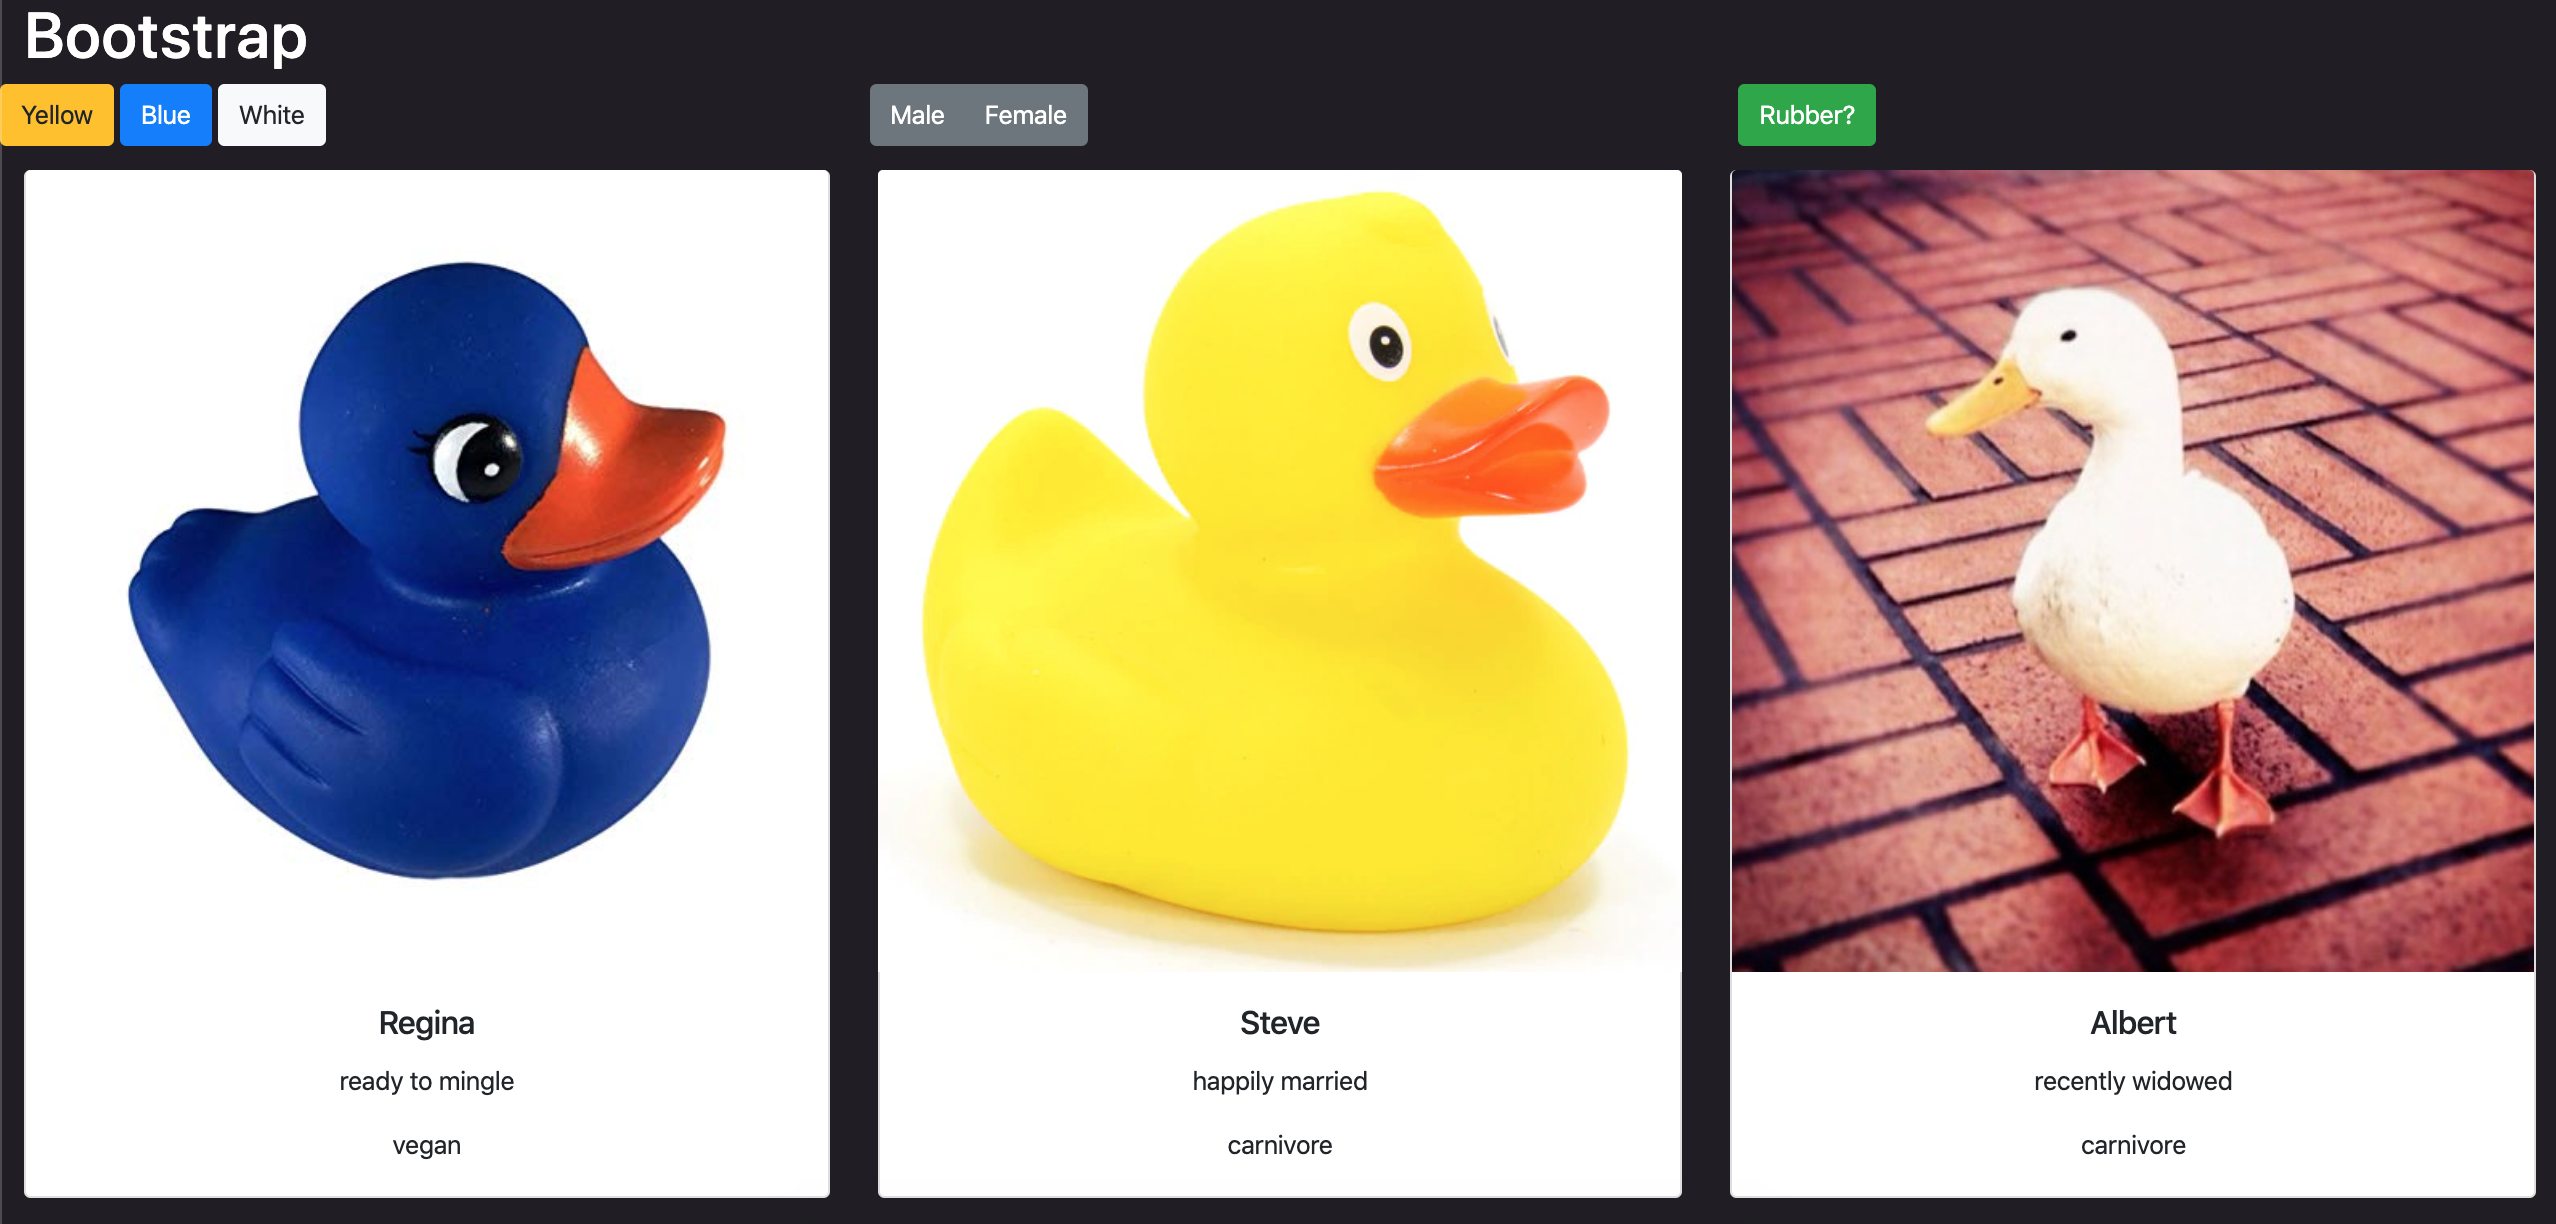 Bootstrap
Yellow Blue White Male Female Rubber?
Regina
ready to mingle
vegan
Steve
happily married
carnivore
Albert
recently widowed
carnivore